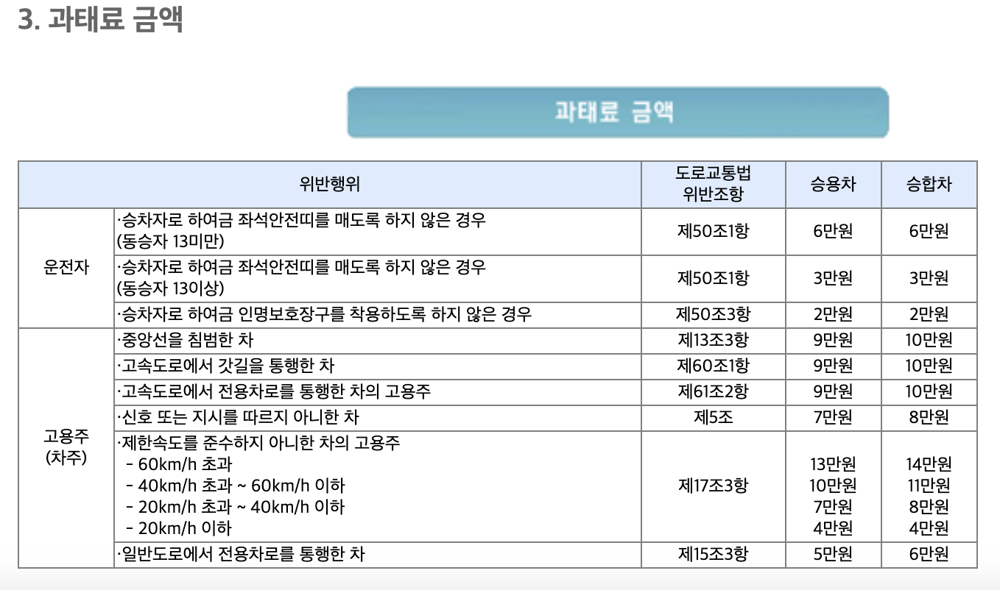 3. 과태료 금액
과태료 금액
위반행위
도로교통법
위반조항
승용차
승합차
운전자
·승차자로 하여금 좌석안전띠를 매도록 하지 않은 경우
(동승자 13미만)
제50조1항
6만원
6만원
·승차자로 하여금 좌석안전띠를 매도록 하지 않은 경우
(동승자 13이상)
제50조1항
3만원
3만원
·승차자로 하여금 인명보호장구를 착용하도록 하지 않은 경우
제50조3항
2만원
2만원
고용주
(차주)
·중앙선을 침범한 차
제13조3항
9만원
10만원
·고속도로에서 갓길을 통행한 차
제60조1항
9만원
10만원
·고속도로에서 전용차로를 통행한 차의 고용주
제61조2항
9만원
10만원
·신호 또는 지시를 따르지 아니한 차
제5조
7만원
8만원
·제한속도를 준수하지 아니한 차의 고용주
제17조3항
- 60km/h 초과
13만원
14만원
- 40km/h 초과 ~ 60km/h 이하
10만원
11만원
- 20km/h 초과 ~ 40km/h 이하
7만원
8만원
- 20km/h 이하
4만원
4만원
·일반도로에서 전용차로를 통행한 차
제15조3항
5만원
6만원